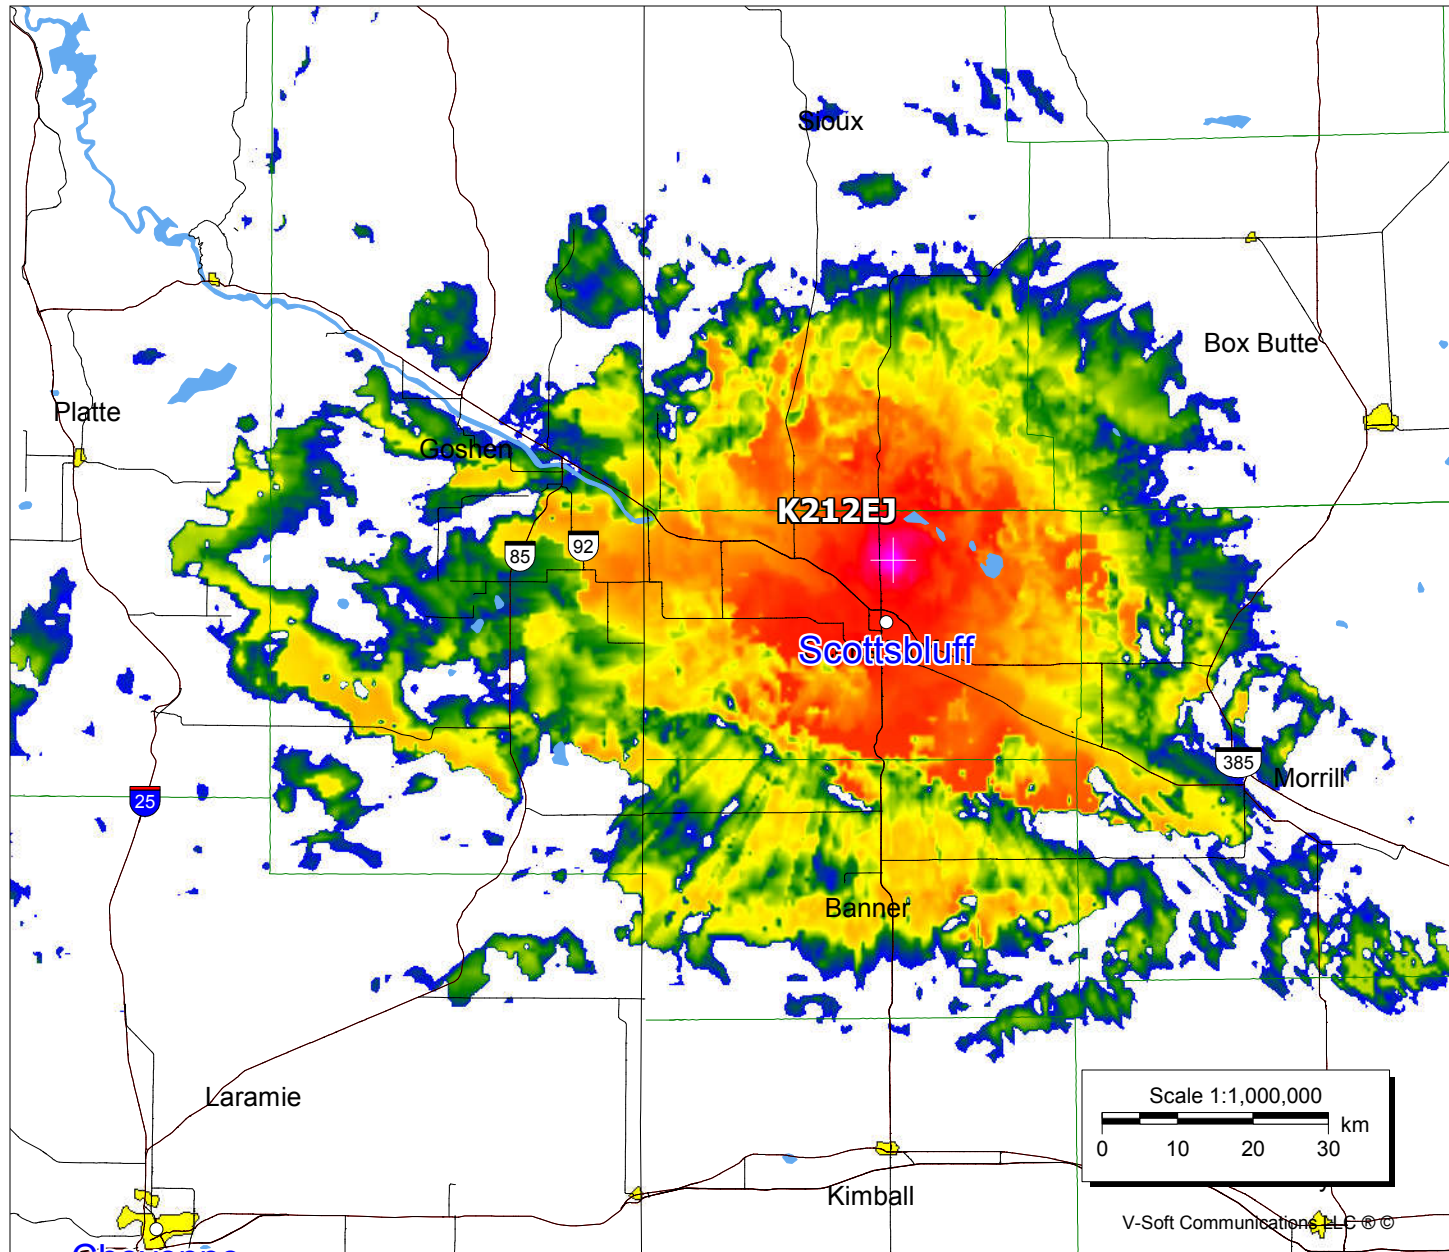 Sioux
Box Butte
Platte
Goshen
K212EJ
85
92
Scottsbluff
385
Morrill
25
Banner
Laramie
Scale 1:1,000,000
km
0 10 20 30
Kimball
V-Soft Communications LLC ® ©
Cheyenne